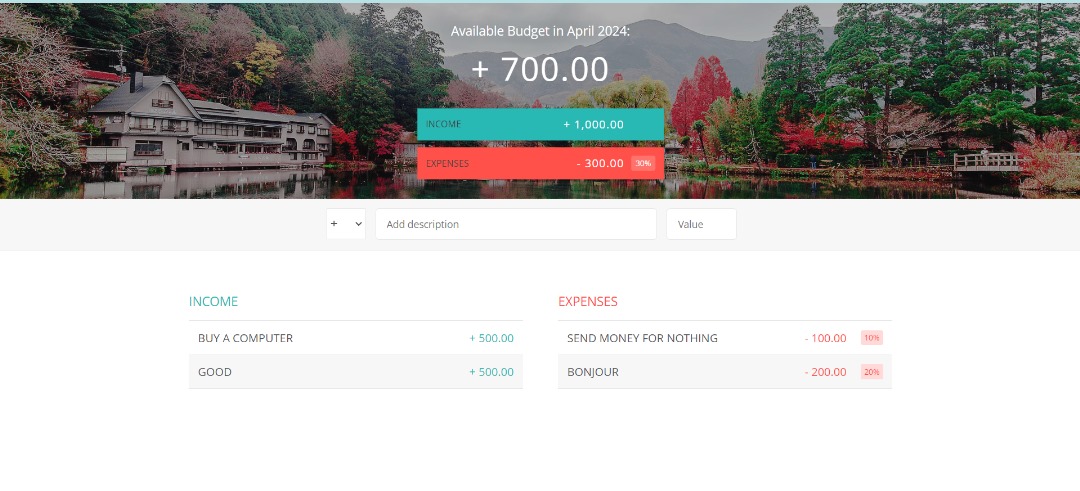 Available Budget in April 2024:
+ 700.00
INCOME + 1,000.00
EXPENSES - 300.00 30%
+ Add description Value
INCOME
BUY A COMPUTER + 500.00
GOOD + 500.00
EXPENSES
SEND MONEY FOR NOTHING - 100.00 10%
BONJOUR - 200.00 20%